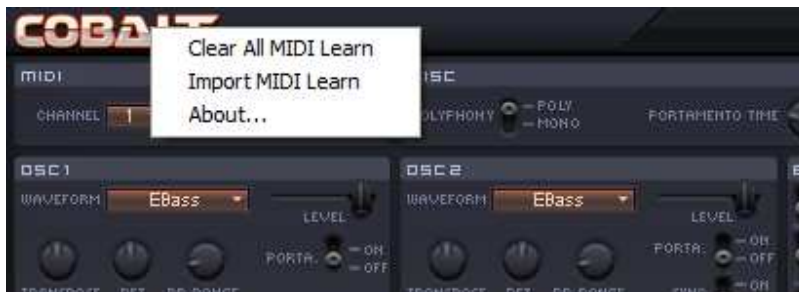 COBALT
Clear All MIDI Learn
Import MIDI Learn
About...
MIDI
CHANNEL 1
POLY
MONO
PORTAMENTO TIME
OSC1
WAVEFORM EBass
LEVEL
PORTA. ON
OFF
OSC2
WAVEFORM EBass
LEVEL
PORTA. ON
OFF
ON